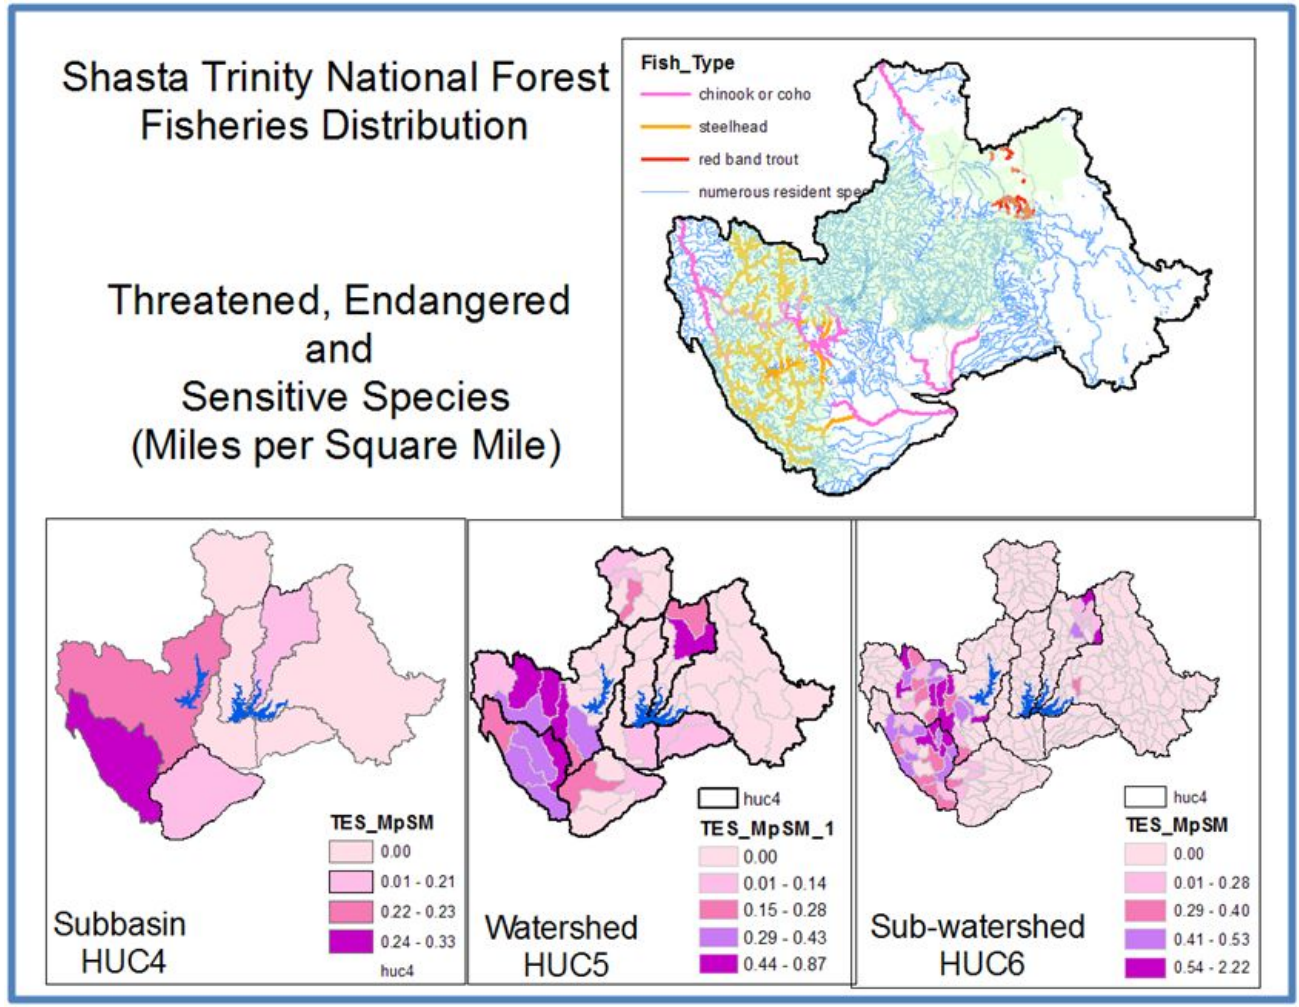 Shasta Trinity National Forest
Fisheries Distribution
Threatened, Endangered
and
Sensitive Species
(Miles per Square Mile)
Fish_Type
chinook or coho
steelhead
red band trout
numerous resident spe
TES_MpSM
0.00
0.01 - 0.21
0.22 - 0.23
0.24 - 0.33
huc4
Subbasin
HUC4
huc4
TES_MpSM_1
0.00
0.01 - 0.14
0.15 - 0.28
0.29 - 0.43
0.44 - 0.87
Watershed
HUC5
huc4
TES_MpSM
0.00
0.01 - 0.28
0.29 - 0.40
0.41 - 0.53
0.54 - 2.22
Sub-watershed
HUC6